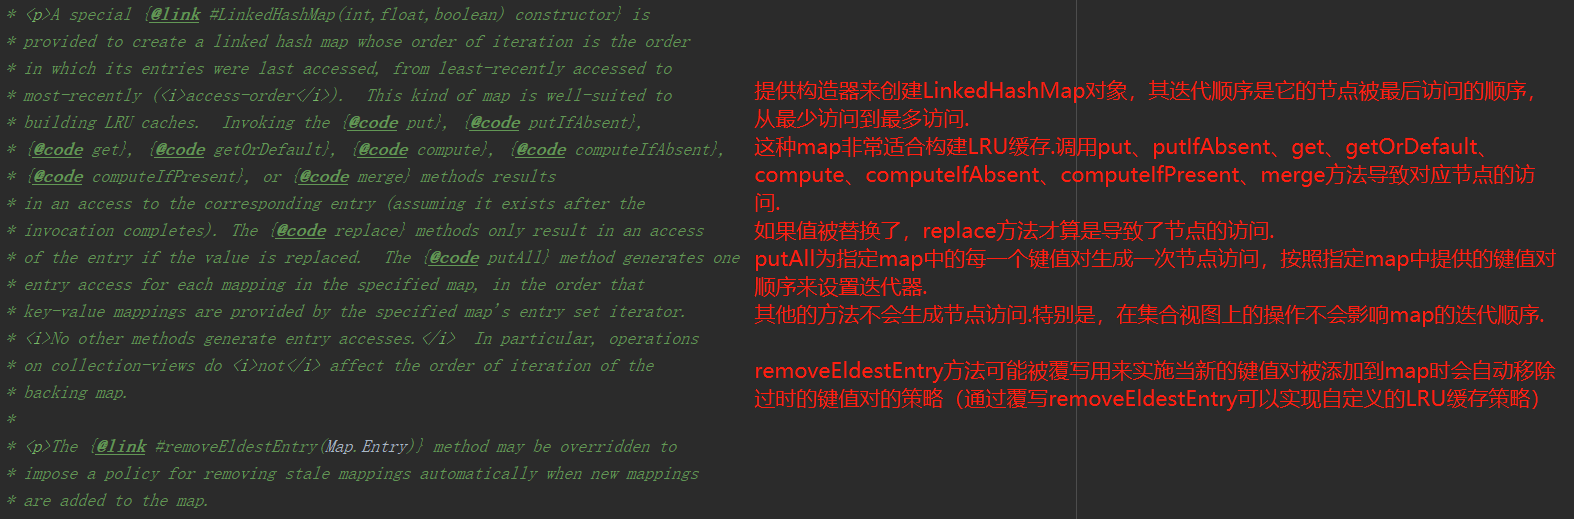 * <p>A special {@link #LinkedHashMap(int,float,boolean) constructor} is
* provided to create a linked hash map whose order of iteration is the order
* in which its entries were last accessed, from least-recently accessed to
* most-recently (<i>access-order</i>).  This kind of map is well-suited to
* building LRU caches.  Invoking the {@code put}, {@code putIfAbsent},
* {@code get}, {@code getOrDefault}, {@code compute}, {@code computeIfAbsent},
* {@code computeIfPresent}, or {@code merge} methods results
* in an access to the corresponding entry (assuming it exists after the
* invocation completes). The {@code replace} methods only result in an access
* of the entry if the value is replaced.  The {@code putAll} method generates one
* entry access for each mapping in the specified map, in the order that
* key-value mappings are provided by the specified map's entry set iterator.
* <i>No other methods generate entry accesses.</i>  In particular, operations
* on collection-views do <i>not</i> affect the order of iteration of the
* backing map.
*
* <p>The {@link #removeEldestEntry(Map.Entry)} method may be overridden to
* impose a policy for removing stale mappings automatically when new mappings
* are added to the map.
提供构造器来创建LinkedHashMap对象，其迭代顺序是它的节点被最后访问的顺序，
从最少访问到最多访问.
这种map非常适合构建LRU缓存.调用put、putIfAbsent、get、getOrDefault、
compute、computeIfAbsent、computeIfPresent、merge方法导致对应节点的访
问.
如果值被替换了，replace方法才算是导致了节点的访问.
putAll为指定map中的每一个键值对生成一次节点访问，按照指定map中提供的键值对
顺序来设置迭代器.
其他的方法不会生成节点访问.特别是，在集合视图上的操作不会影响map的迭代顺序.
removeEldestEntry方法可能被覆写用来实施当新的键值对被添加到map时会自动移除
过时的键值对的策略（通过覆写removeEldestEntry可以实现自定义的LRU缓存策略）